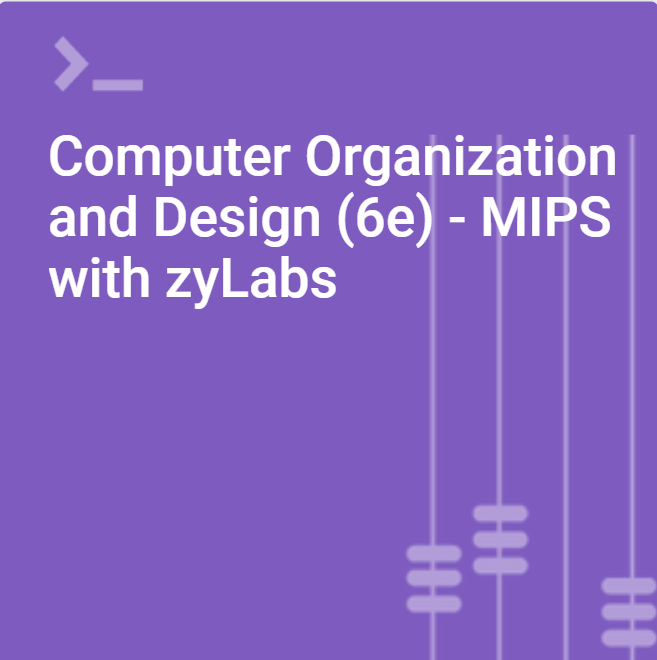 Computer Organization
and Design (6e) - MIPS
with zyLabs